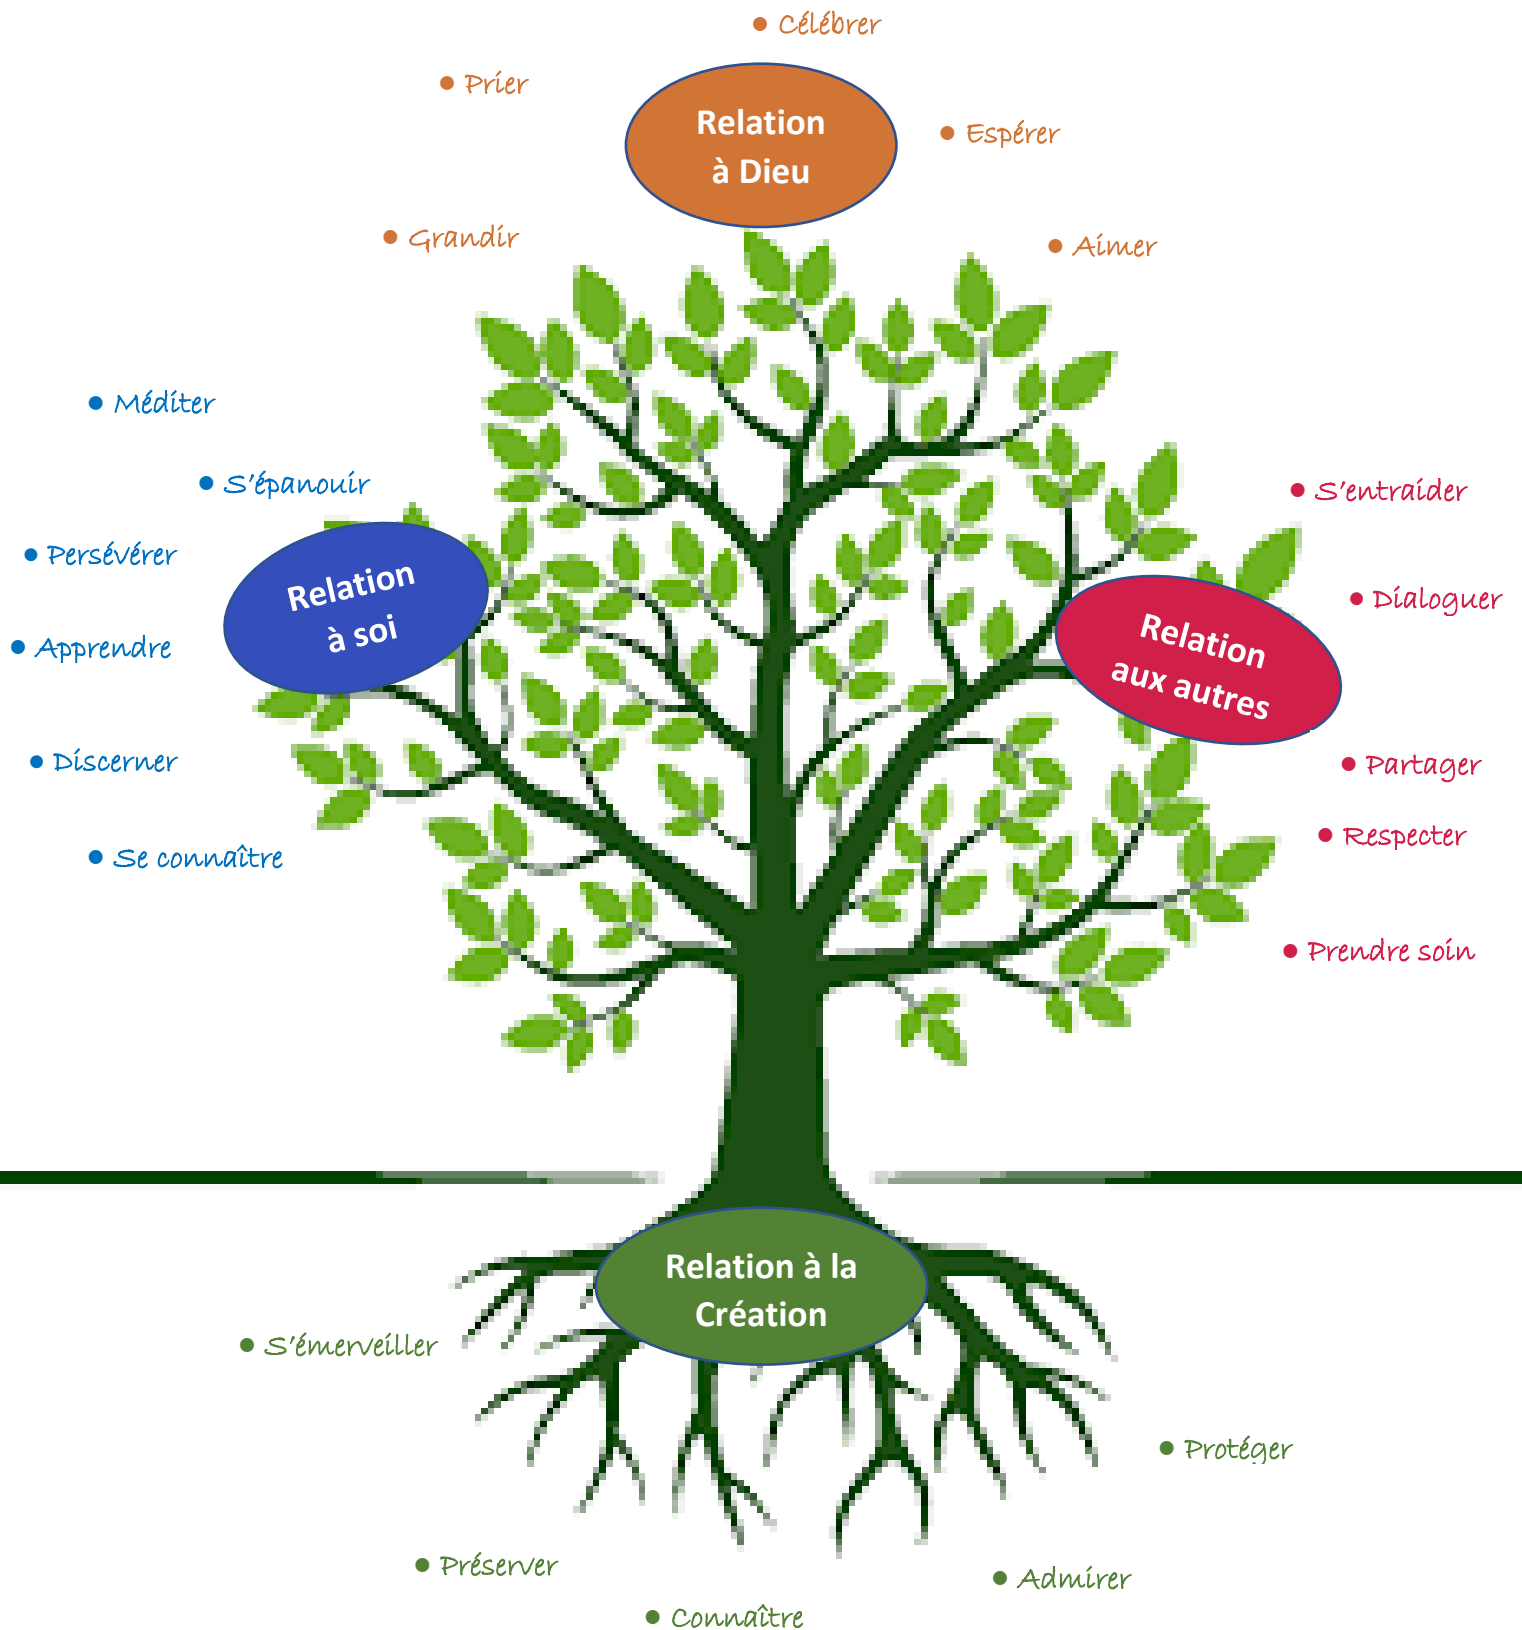 • Célébrer
• Prier
Relation
à Dieu
• Espérer
• Grandir
• Aimer
• Méditer
• S'épanouir
• Persévérer
Relation
à soi
• Apprendre
• Discerner
• Se connaître
• S'entraider
• Dialoguer
Relation
aux autres
• Partager
• Respecter
• Prendre soin
Relation à la
Création
• S'émerveiller
• Protéger
• Préserver
• Admirer
• Connaître